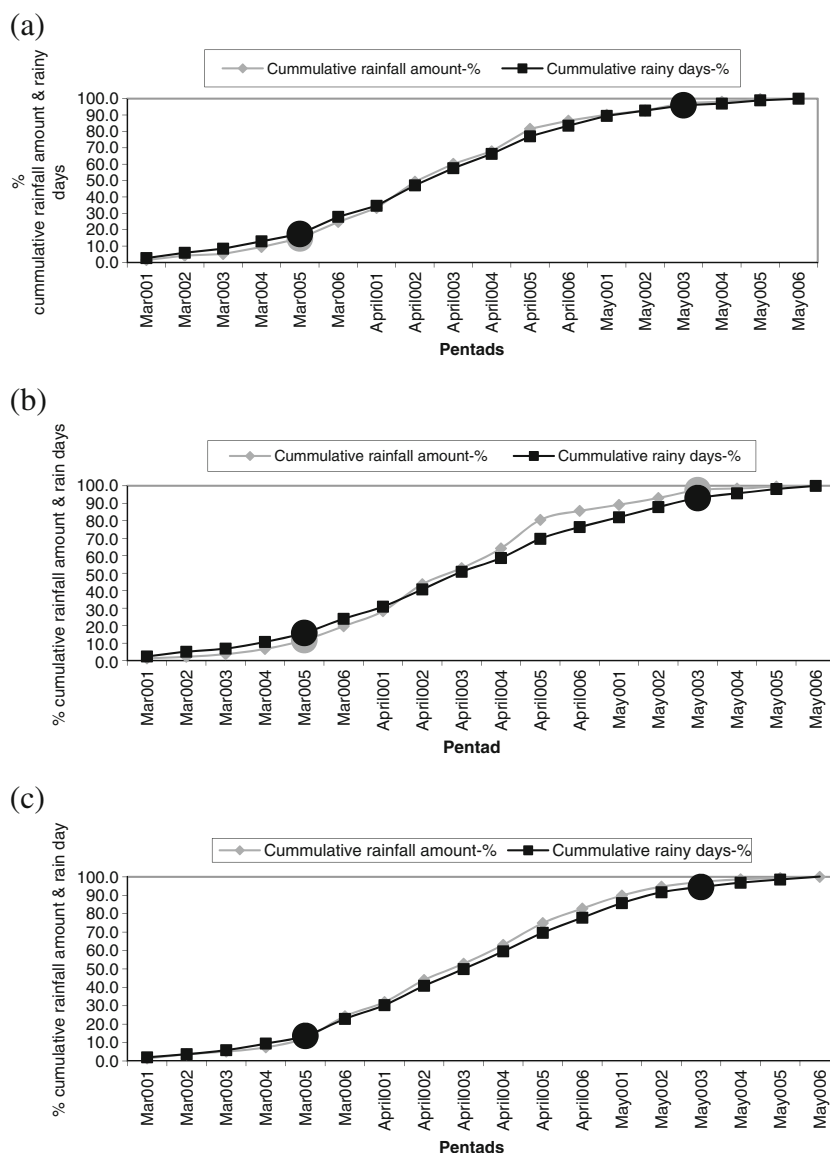 (a)
Cummulative rainfall amount-%
Cummulative rainy days-%
%
cummulative rainfall amount & rainy
days
100.0
90.0
80.0
70.0
60.0
50.0
40.0
30.0
20.0
10.0
0.0
Mar001
Mar002
Mar003
Mar004
Mar005
Mar006
April001
April002
April003
April004
April005
April006
May001
May002
May003
May004
May005
May006
Pentads
(b)
Cummulative rainfall amount-%
Cummulative rainy days-%
% cumulative rainfall amount & rain days
100.0
90.0
80.0
70.0
60.0
50.0
40.0
30.0
20.0
10.0
0.0
Mar001
Mar002
Mar003
Mar004
Mar005
Mar006
April001
April002
April003
April004
April005
April006
May001
May002
May003
May004
May005
May006
Pentad
(c)
Cummulative rainfall amount-%
Cummulative rainy days-%
% cumulative rainfall amount & rain day
100.0
90.0
80.0
70.0
60.0
50.0
40.0
30.0
20.0
10.0
0.0
Mar001
Mar002
Mar003
Mar004
Mar005
Mar006
April001
April002
April003
April004
April005
April006
May001
May002
May003
May004
May005
May006
Pentads